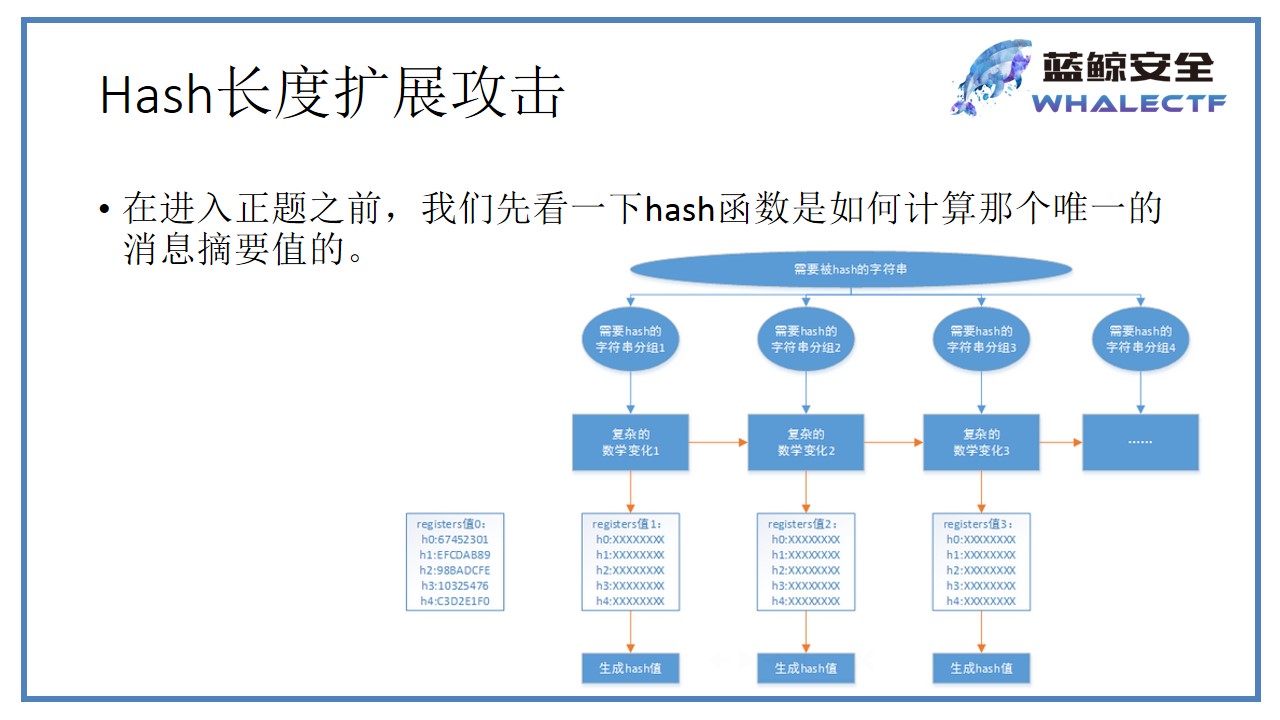 Hash长度扩展攻击
蓝鲸安全
WHALECTF
• 在进入正题之前，我们先看一下hash函数是如何计算那个唯一的
消息摘要值的。
需要被hash的字符串
需要hash的
字符串分组1
需要hash的
字符串分组2
需要hash的
字符串分组3
需要hash的
字符串分组4
复杂的
数学变化1
复杂的
数学变化2
复杂的
数学变化3
······
registers值0：
h0:67452301
h1:EFCDAB89
h2:98BADCFE
h3:10325476
h4:C3D2E1F0
registers值1：
h0:XXXXXXXX
h1:XXXXXXXX
h2:XXXXXXXX
h3:XXXXXXXX
h4:XXXXXXXX
registers值2：
h0:XXXXXXXX
h1:XXXXXXXX
h2:XXXXXXXX
h3:XXXXXXXX
h4:XXXXXXXX
registers值3：
h0:XXXXXXXX
h1:XXXXXXXX
h2:XXXXXXXX
h3:XXXXXXXX
h4:XXXXXXXX
生成hash值
生成hash值
生成hash值